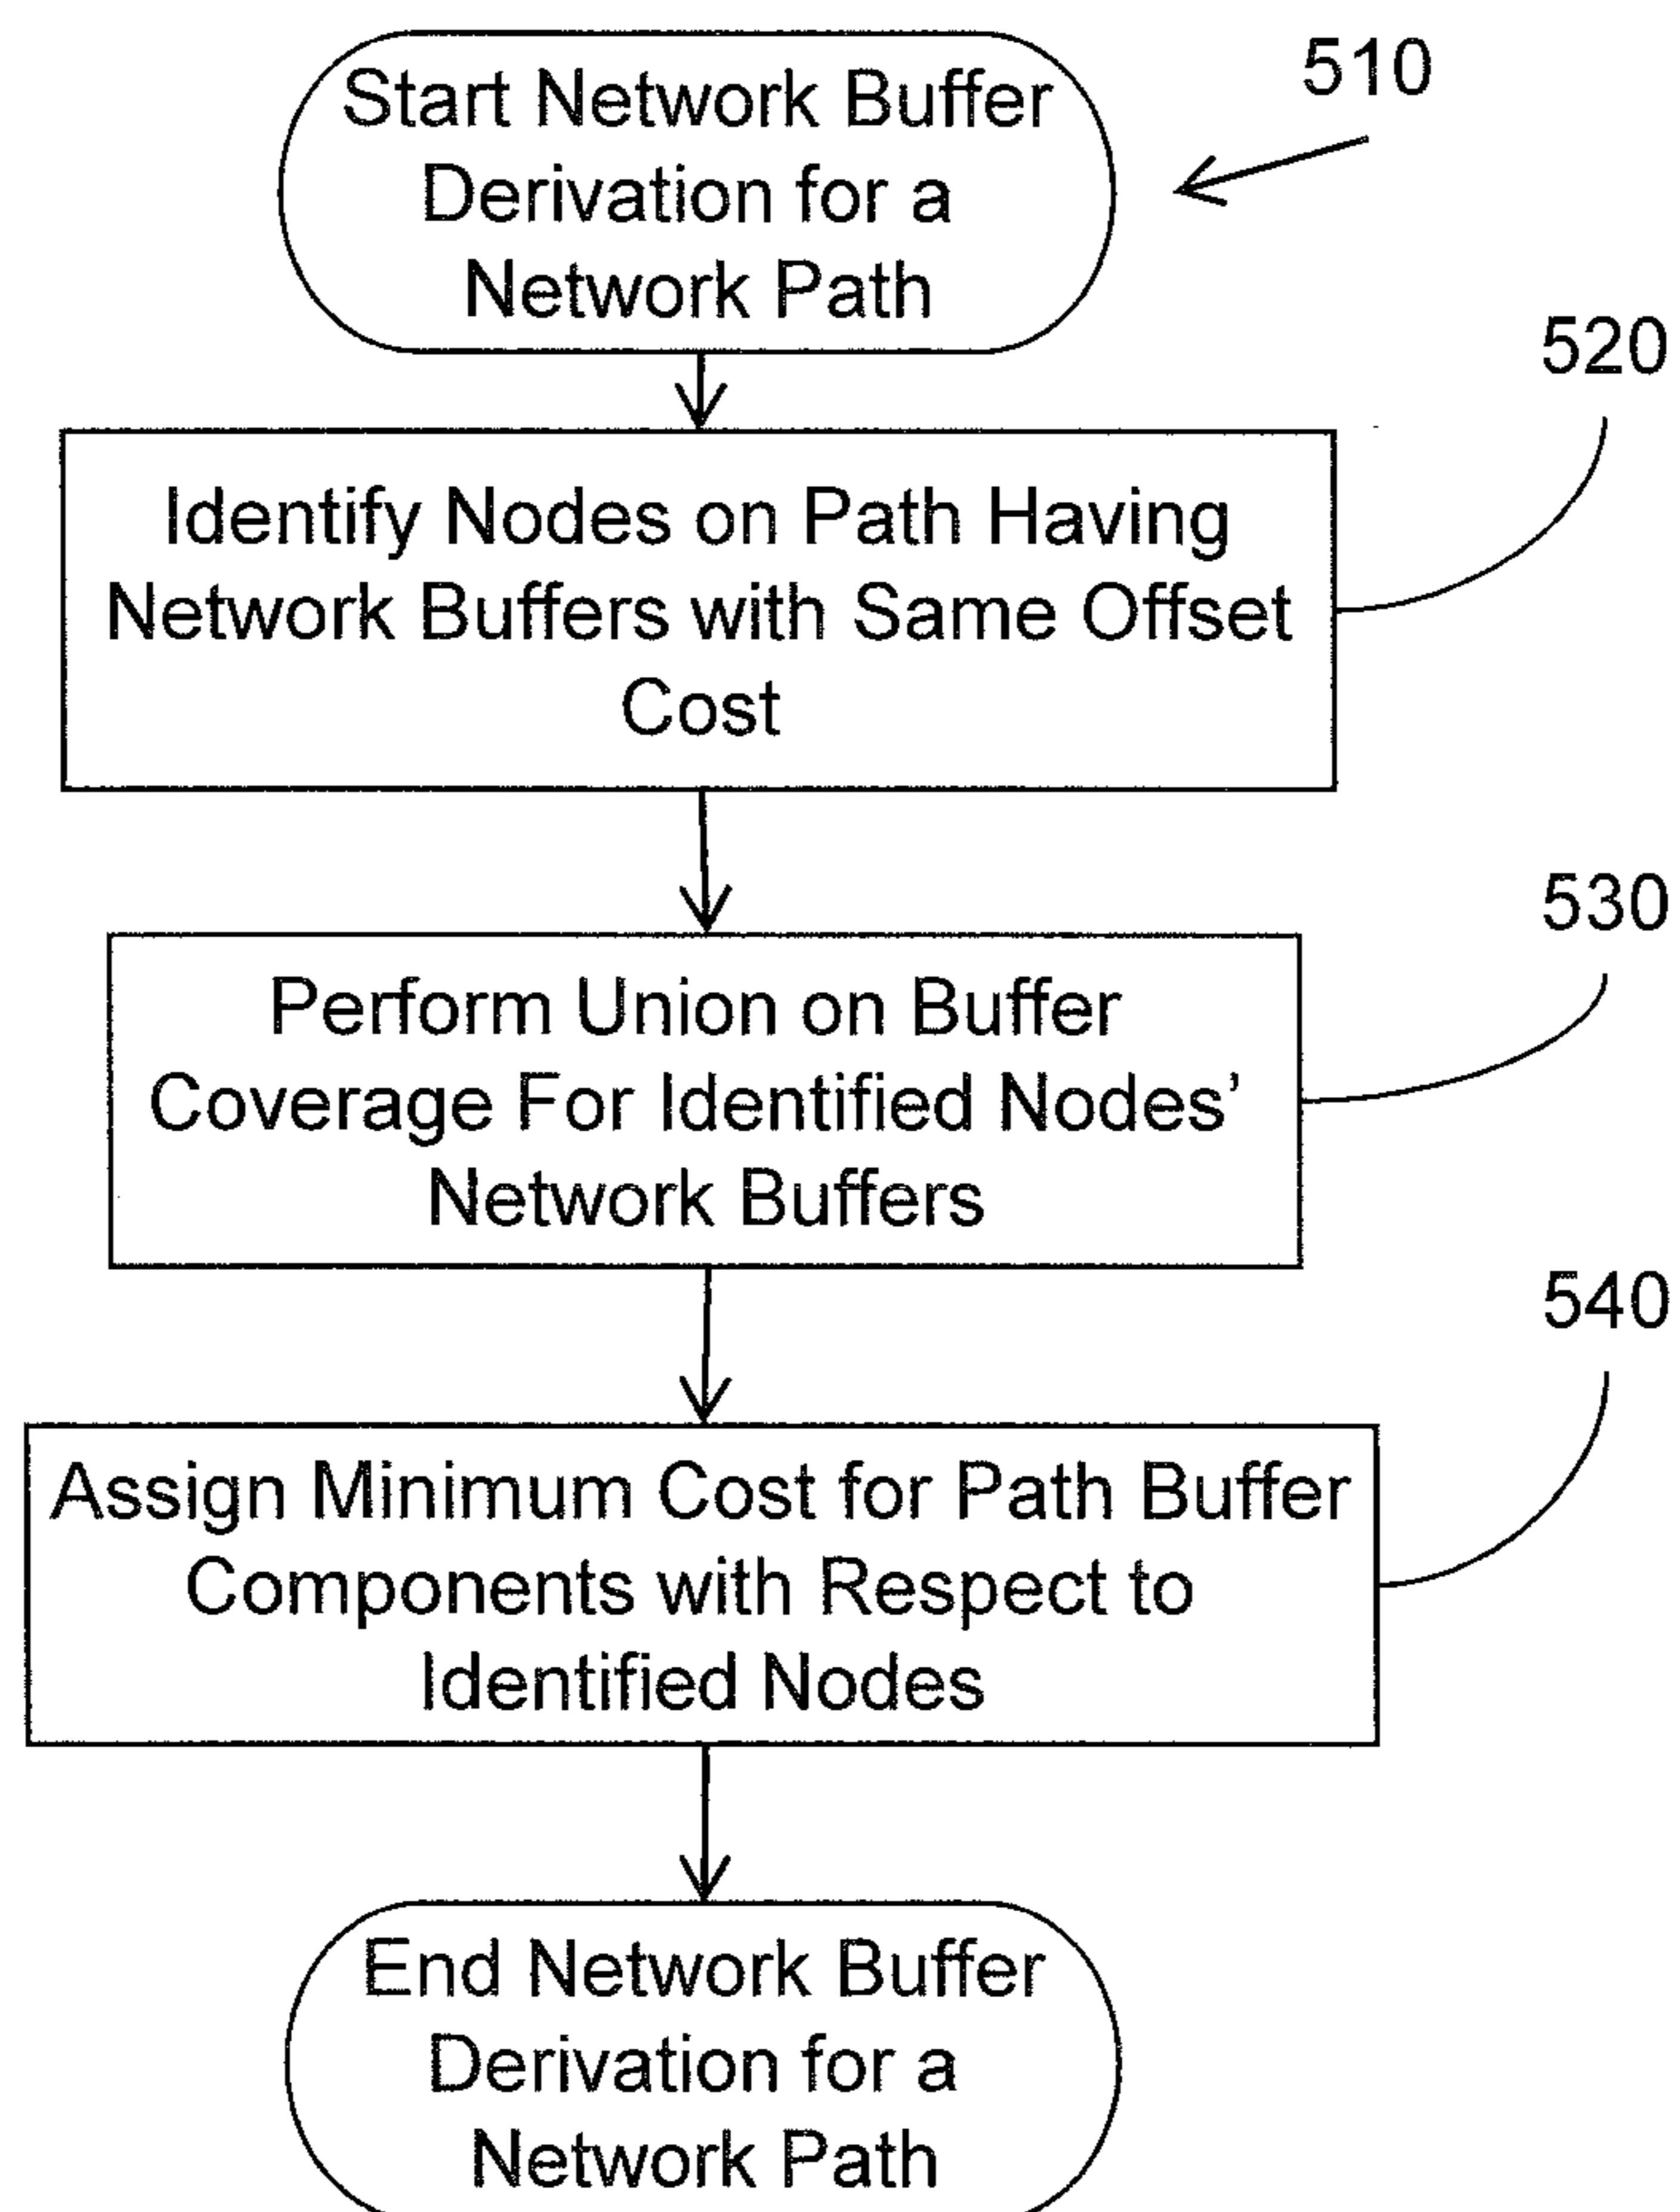 Start Network Buffer
Derivation for a
Network Path
510
Identify Nodes on Path Having
Network Buffers with Same Offset
Cost
520
Perform Union on Buffer
Coverage For Identified Nodes’
Network Buffers
530
Assign Minimum Cost for Path Buffer
Components with Respect to
Identified Nodes
540
End Network Buffer
Derivation for a
Network Path